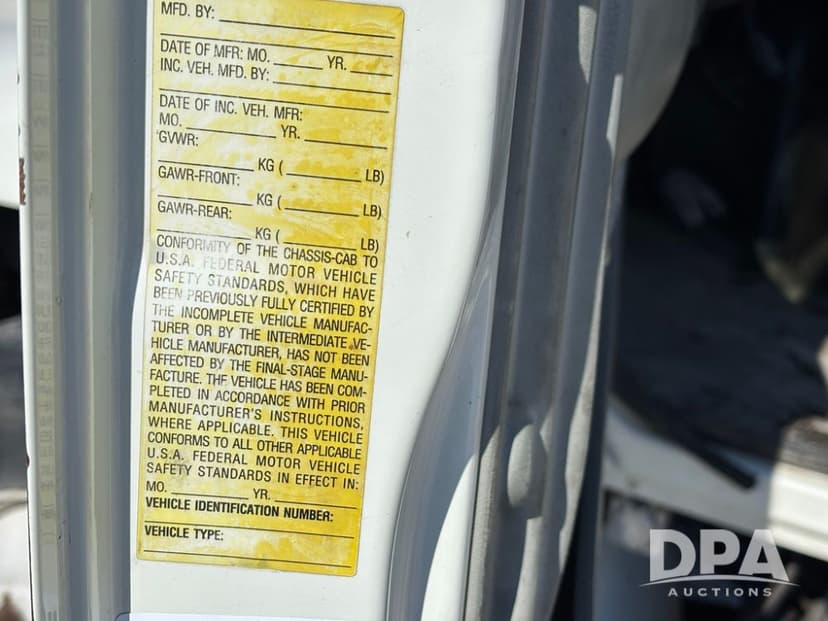 MFD. BY:
DATE OF MFR: MO. YR.
INC. VEH. MFD. BY:
DATE OF INC. VEH. MFR:
MO. YR.
GVWR:
KG ( LB)
GAWR-FRONT:
KG ( LB)
GAWR-REAR:
KG ( LB)
CONFORMITY OF THE CHASSIS-CAB TO
U.S.A. FEDERAL MOTOR VEHICLE
SAFETY STANDARDS, WHICH HAVE
BEEN PREVIOUSLY FULLY CERTIFIED BY
THE INCOMPLETE VEHICLE MANUFAC-
TURER OR BY THE INTERMEDIATE VE-
HICLE MANUFACTURER, HAS NOT BEEN
AFFECTED BY THE FINAL-STAGE MANU-
FACTURE. THE VEHICLE HAS BEEN COM-
PLETED IN ACCORDANCE WITH PRIOR
MANUFACTURER'S INSTRUCTIONS,
WHERE APPLICABLE. THIS VEHICLE
CONFORMS TO ALL OTHER APPLICABLE
U.S.A. FEDERAL MOTOR VEHICLE
SAFETY STANDARDS IN EFFECT IN:
MO. YR.
VEHICLE IDENTIFICATION NUMBER:
VEHICLE TYPE:
DPA
AUCTIONS